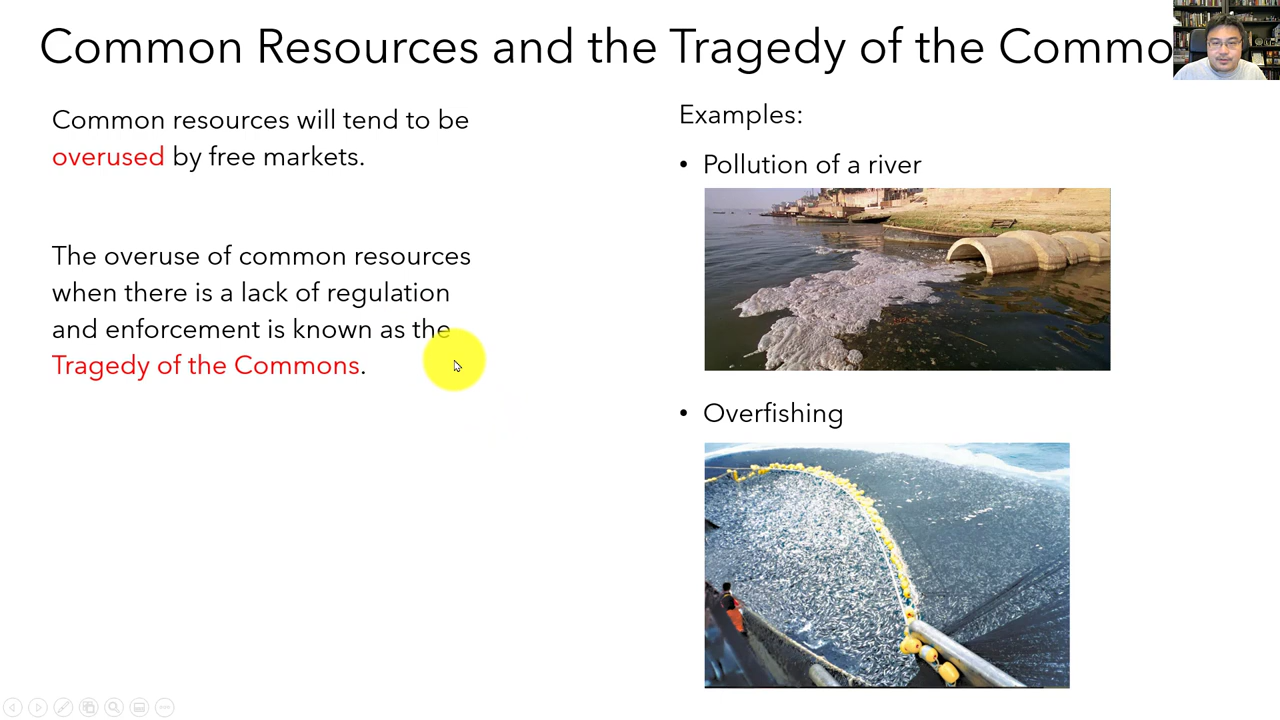 Common Resources and the Tragedy of the Commo
Common resources will tend to be
overused by free markets.
The overuse of common resources
when there is a lack of regulation
and enforcement is known as the
Tragedy of the Commons.
Examples:
• Pollution of a river
• Overfishing